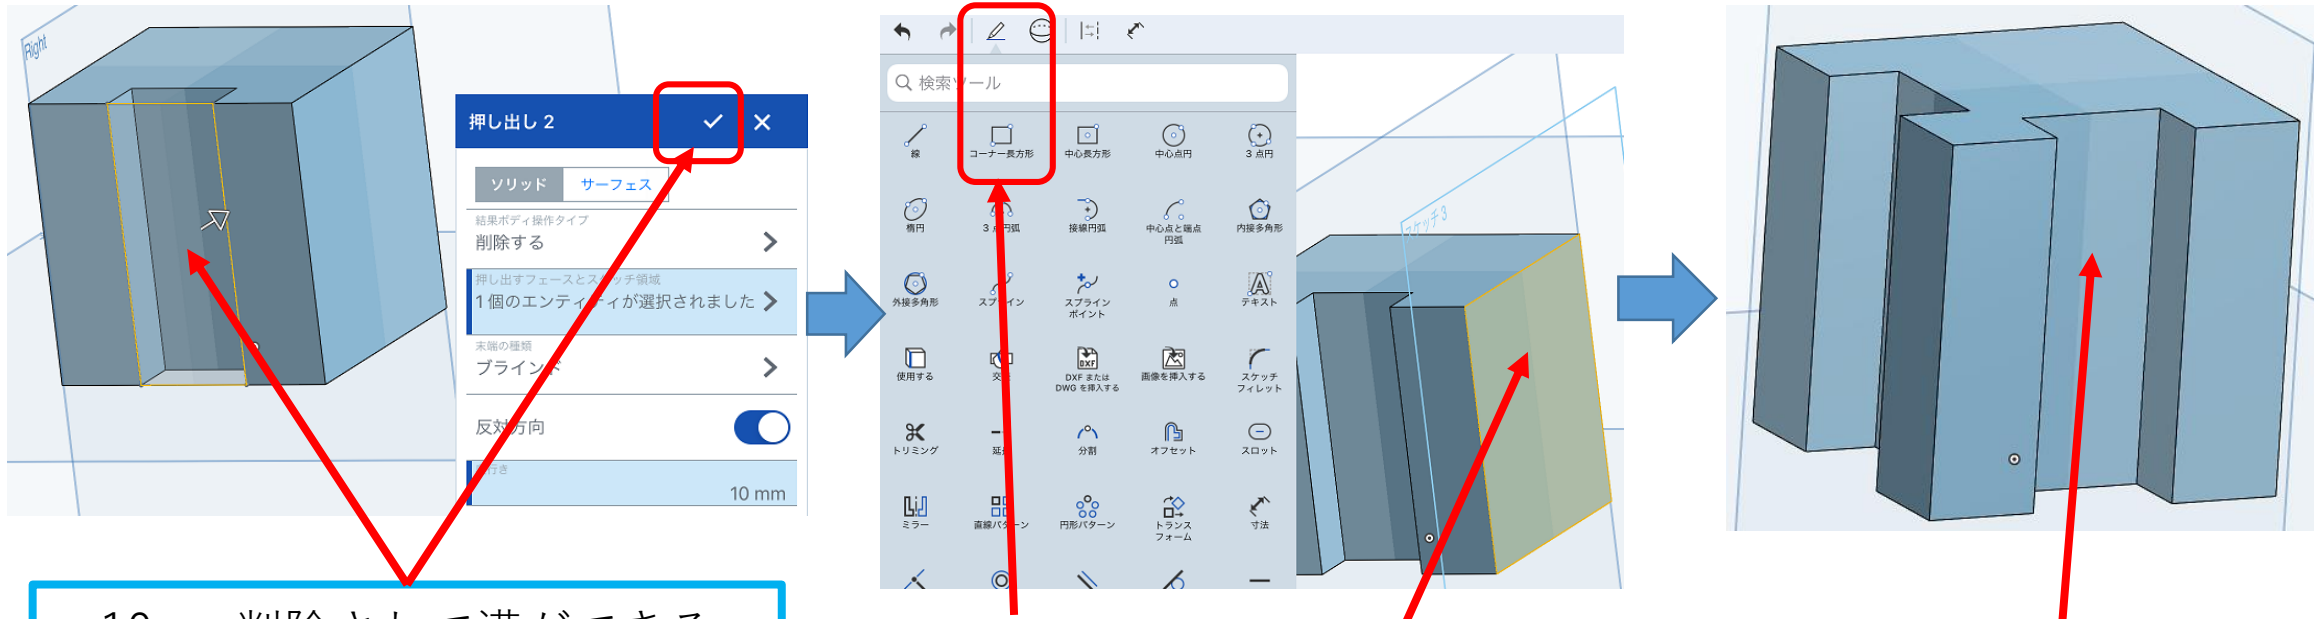 Right
押し出し 2
ソリッド
サーフェス
結果ボディ操作タイプ
削除する
押し出すフェースとスケッチ領域
1個のエンティティが選択されました
末端の種類
ブラインド
反対方向
行き
10 mm
検索ツール
線
コーナー長方形
中心長方形
中心点円
3 点円
楕円
3 点円弧
接線円弧
中心点と端点
円弧
内接多角形
外接多角形
スプライン
スプライン
ポイント
点
テキスト
使用する
DXF
DXF または
DWG を挿入する
画像を挿入する
スケッチ
フィレット
トリミング
分割
オフセット
スロット
ミラー
直線パターン
円形パターン
トランス
フォーム
寸法
スケッチ 3